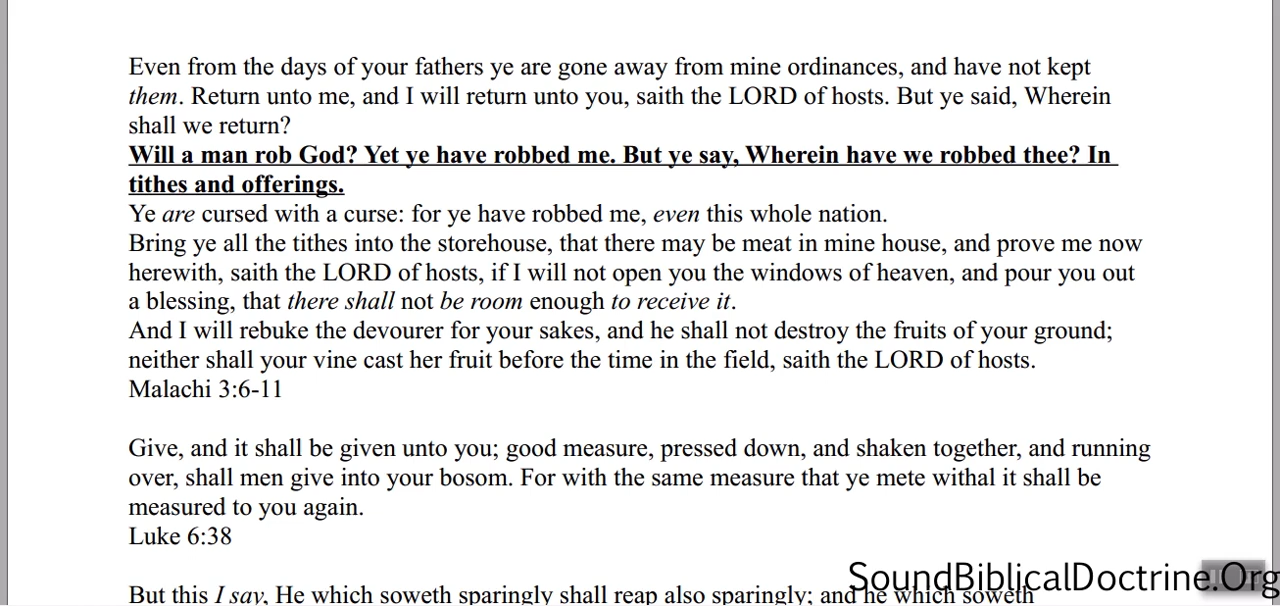 Even from the days of your fathers ye are gone away from mine ordinances, and have not kept
them. Return unto me, and I will return unto you, saith the LORD of hosts. But ye said, Wherein
shall we return?
Will a man rob God? Yet ye have robbed me. But ye say, Wherein have we robbed thee? In
tithes and offerings.
Ye are cursed with a curse: for ye have robbed me, even this whole nation.
Bring ye all the tithes into the storehouse, that there may be meat in mine house, and prove me now
herewith, saith the LORD of hosts, if I will not open you the windows of heaven, and pour you out
a blessing, that there shall not be room enough to receive it.
And I will rebuke the devourer for your sakes, and he shall not destroy the fruits of your ground;
neither shall your vine cast her fruit before the time in the field, saith the LORD of hosts.
Malachi 3:6-11
Give, and it shall be given unto you; good measure, pressed down, and shaken together, and running
over, shall men give into your bosom. For with the same measure that ye mete withal it shall be
measured to you again.
Luke 6:38
But this I say, He which soweth sparingly shall reap also sparingly; and he which soweth
SoundBiblicalDoctrine.Org